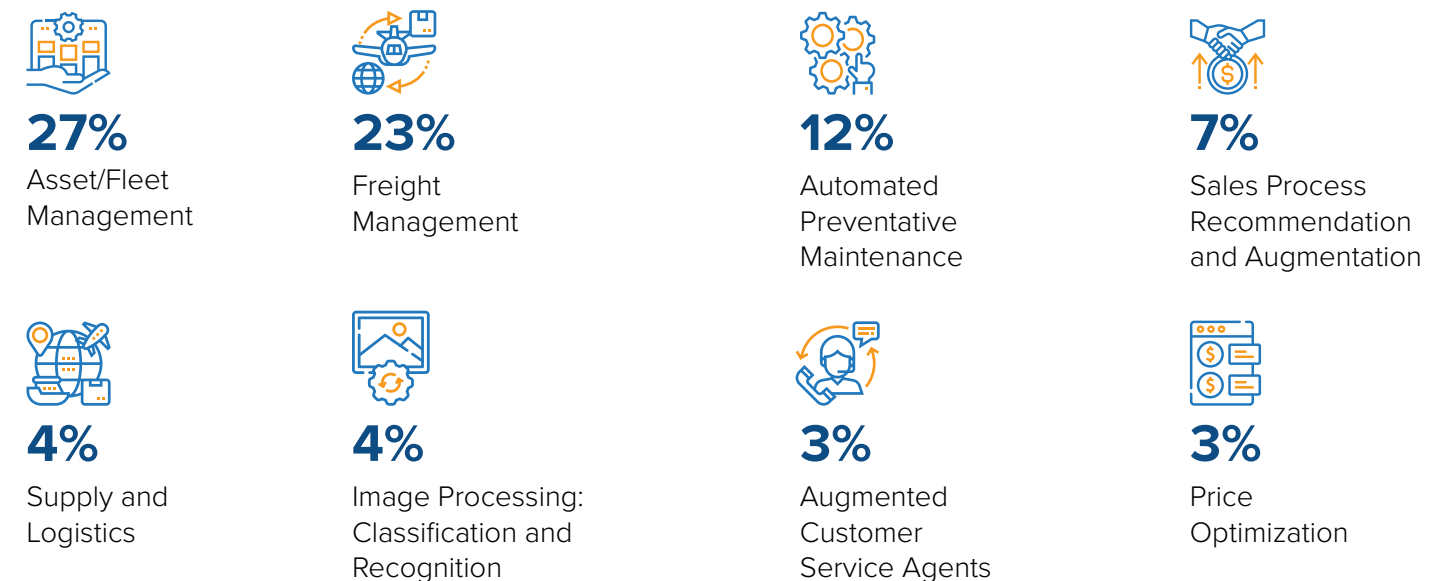 27%
Asset/Fleet
Management
23%
Freight
Management
12%
Automated
Preventative
Maintenance
7%
Sales Process
Recommendation
and Augmentation
4%
Supply and
Logistics
4%
Image Processing:
Classification and
Recognition
3%
Augmented
Customer
Service Agents
3%
Price
Optimization